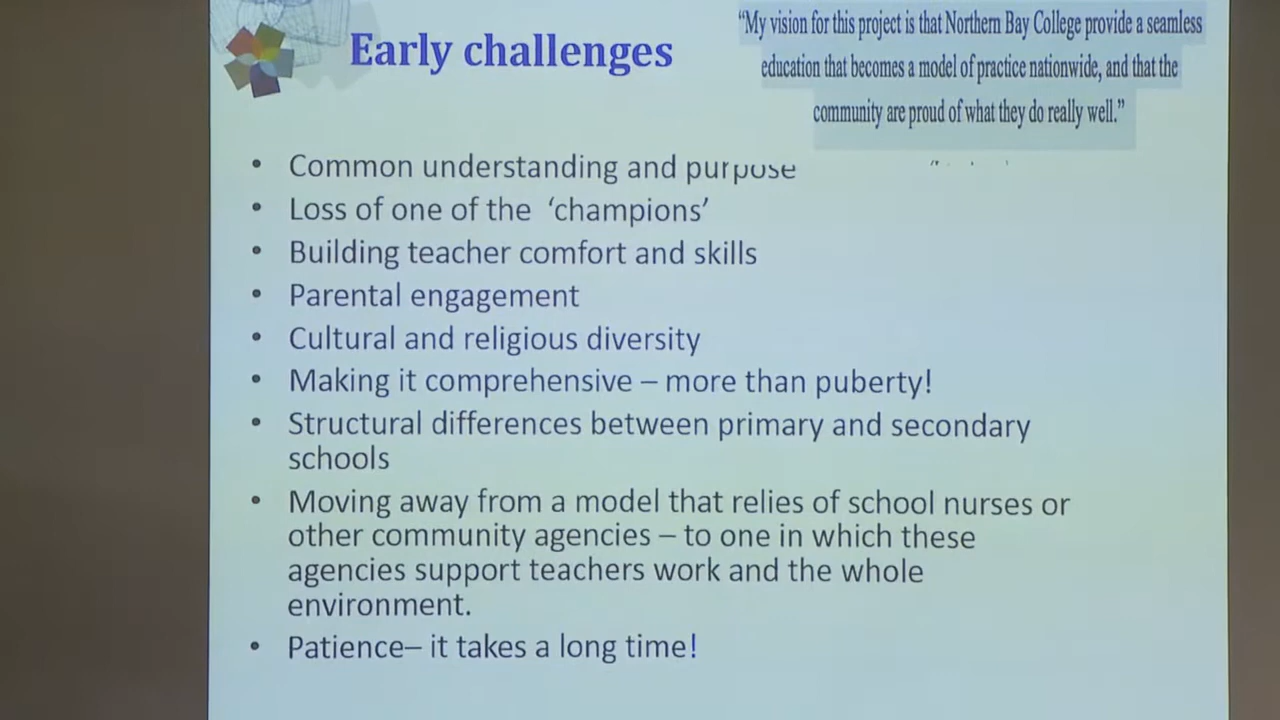 Early challenges
“My vision for this project is that Northern Bay College provide a seamless
education that becomes a model of practice nationwide, and that the
community are proud of what they do really well.”
• Common understanding and purpose
• Loss of one of the ‘champions’
• Building teacher comfort and skills
• Parental engagement
• Cultural and religious diversity
• Making it comprehensive – more than puberty!
• Structural differences between primary and secondary
schools
• Moving away from a model that relies of school nurses or
other community agencies – to one in which these
agencies support teachers work and the whole
environment.
• Patience– it takes a long time!